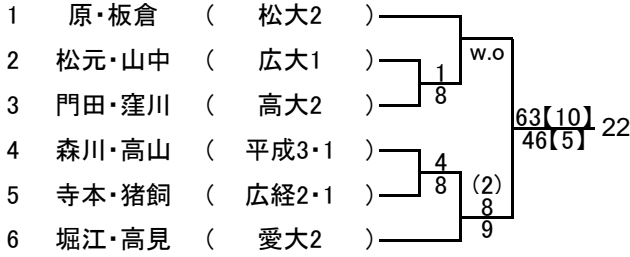 1 原・板倉 ( 松大2 )
w.o
2 松元・山中 ( 広大1 )
1
8
3 門田・窪川 ( 高大2 )
63【10】
46【5】
22
4 森川・高山 ( 平成3・1 )
4
8
5 寺本・猪飼 ( 広経2・1 )
(2)
8
9
6 堀江・高見 ( 愛大2 )